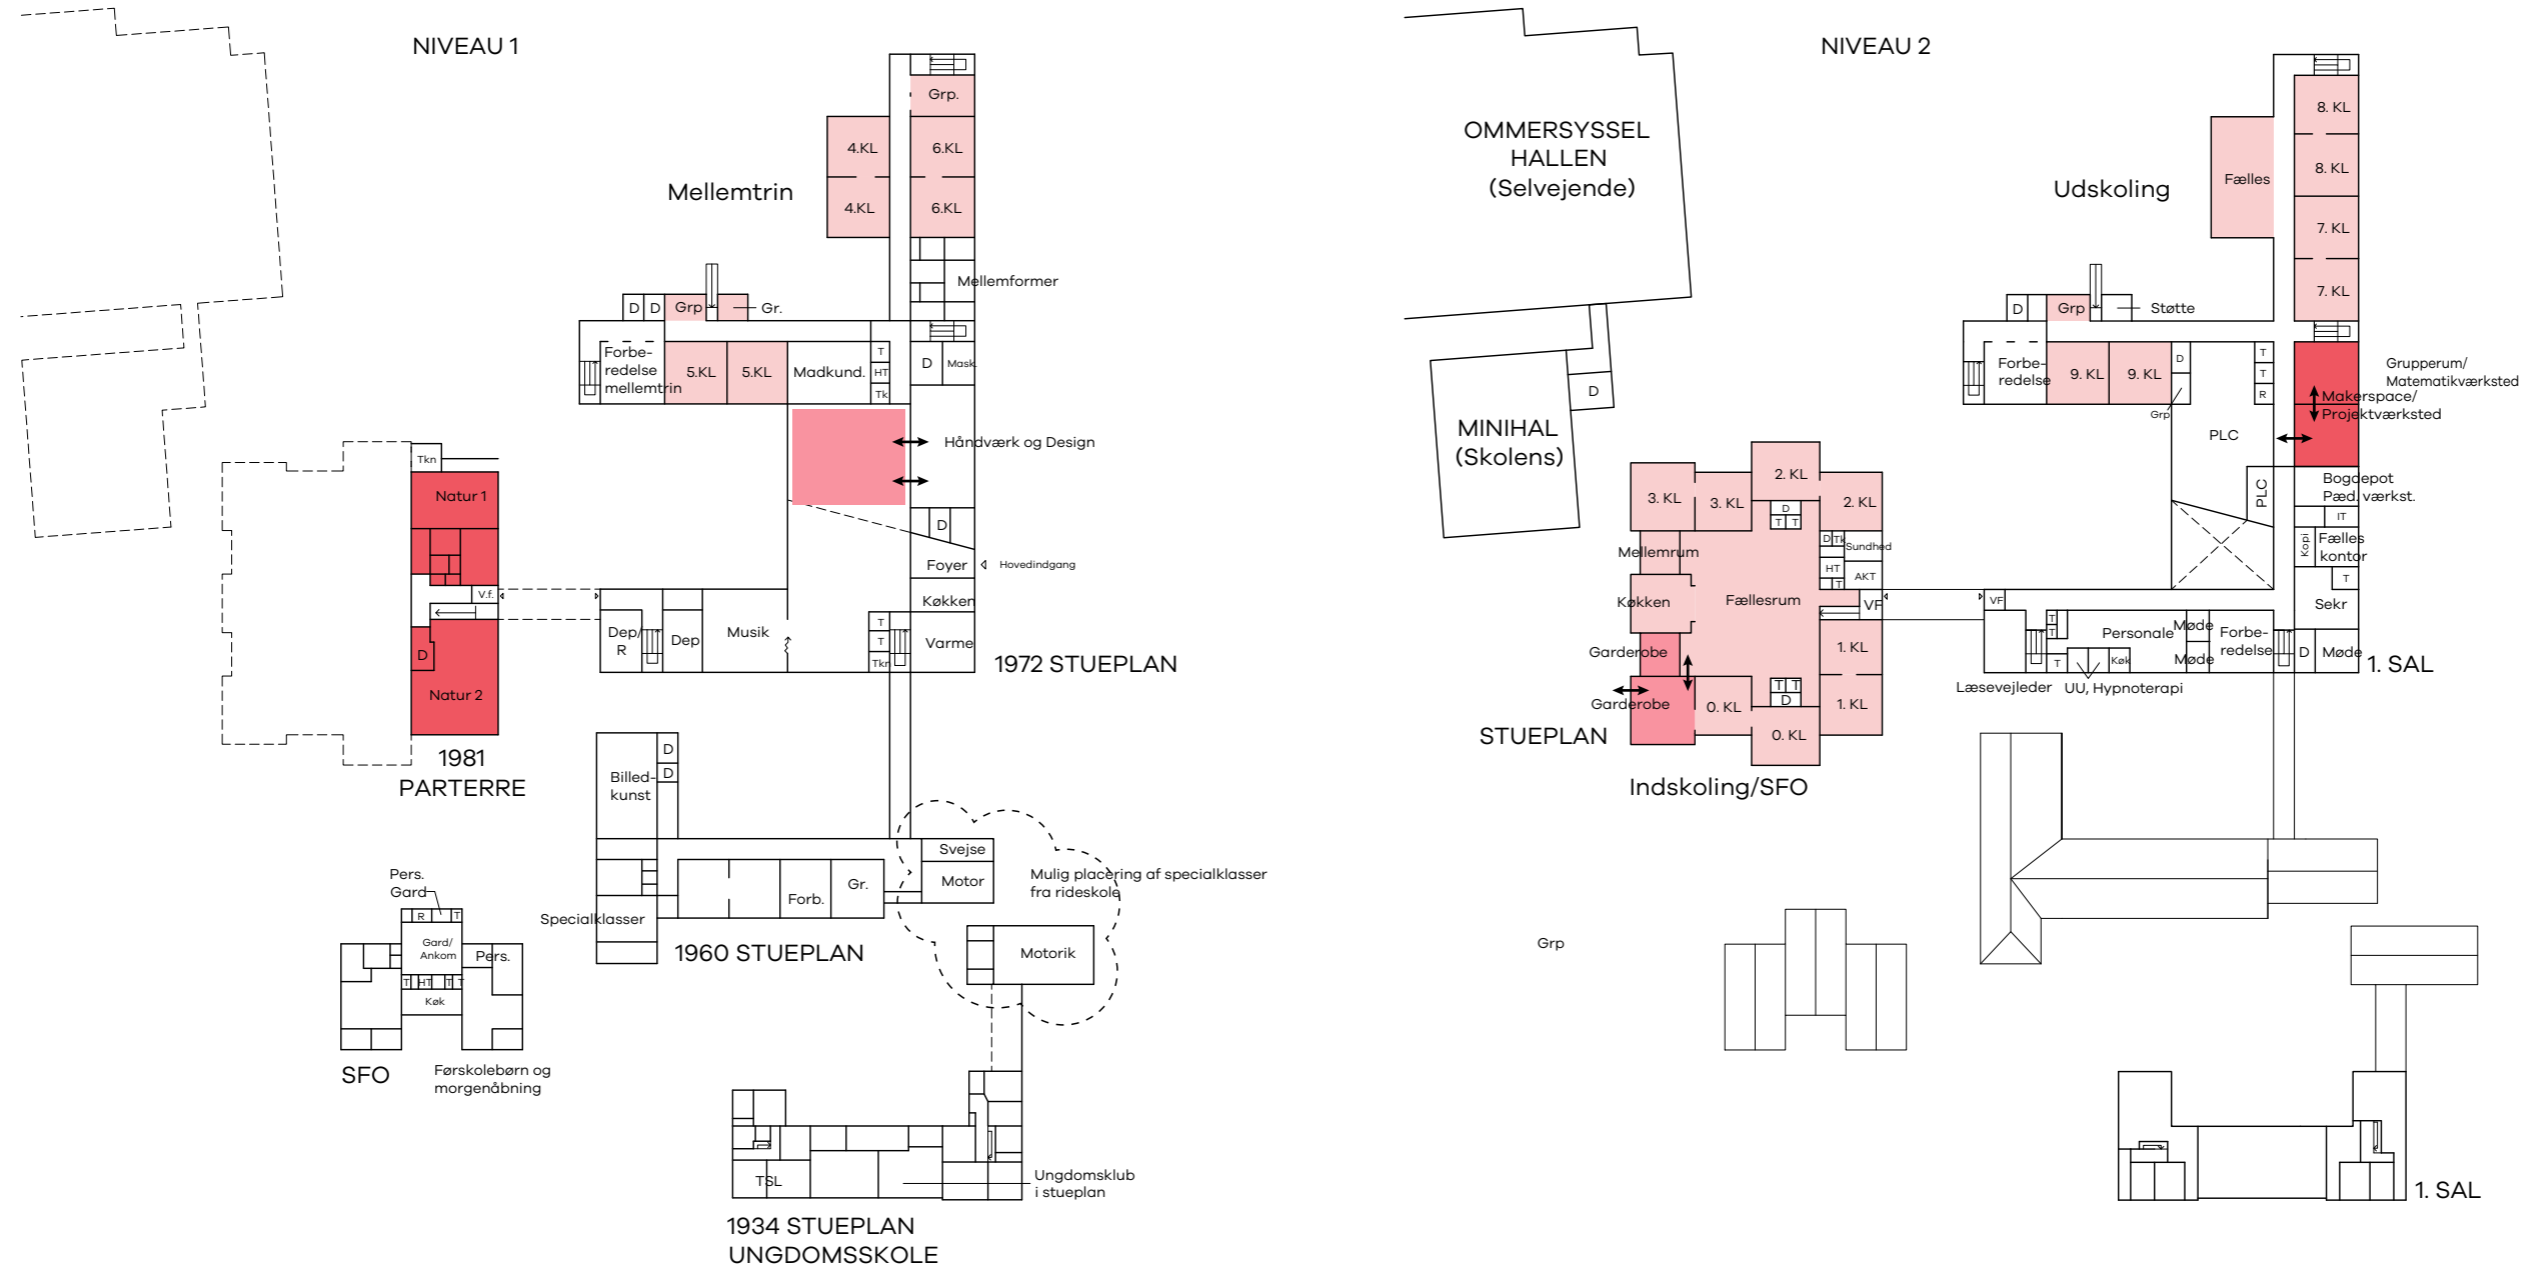 NIVEAU 1
Grp.
4.KL
6.KL
Mellemtrin
4.KL
6.KL
Mellemformer
D
D
Grp
Gr.
Forbe-
redelse
mellemtrin
5.KL
5.KL
Madkund.
T
HT
Tk
D
Mask.
Håndværk og Design
Tkn
Natur 1
D
Foyer
Hovedindgang
V.f.
Køkken
Dep/
R
Dep
Musik
T
T
Tkn
Varme
D
Natur 2
1972 STUEPLAN
1981
PARTERRE
Billed-
kunst
D
D
Svejse
Motor
Mulig placering af specialklasser
fra rideskole
Forb.
Gr.
Specialklasser
1960 STUEPLAN
Motorik
Pers.
Gard
R
T
Gard/
Ankom
Pers.
T
HT
T
T
Køk
SFO
Førskolebørn og
morgenåbning
TSL
Ungdomsklub
i stueplan
1934 STUEPLAN
UNGDOMSSKOLE
NIVEAU 2
OMMERSYSSEL
HALLEN
(Selvejende)
D
MINIHAL
(Skolens)
8. KL
8. KL
Fælles
Udskoling
7. KL
7. KL
D
Grp
Støtte
Forbe-
redelse
9. KL
9. KL
D
Grp
T
T
R
Grupperum/
Matematikværksted
Makerspace/
Projektværksted
PLC
PLC
Bogdepot
Pæd. værkst.
IT
Kopi
Fælles
kontor
T
Sekr
2. KL
3. KL
3. KL
2. KL
D
T
T
Mellemrum
D
Tk
Sundhed
HT
T
AKT
Køkken
Fællesrum
VF
VF
Garderobe
1. KL
T
T
D
Garderobe
0. KL
1. KL
0. KL
STUEPLAN
Indskoling/SFO
T
T
Personale
Møde
Møde
Forbe-
redelse
T
Køk
D
Møde
1. SAL
Læsevejleder
UU, Hypnoterapi
Grp
1. SAL